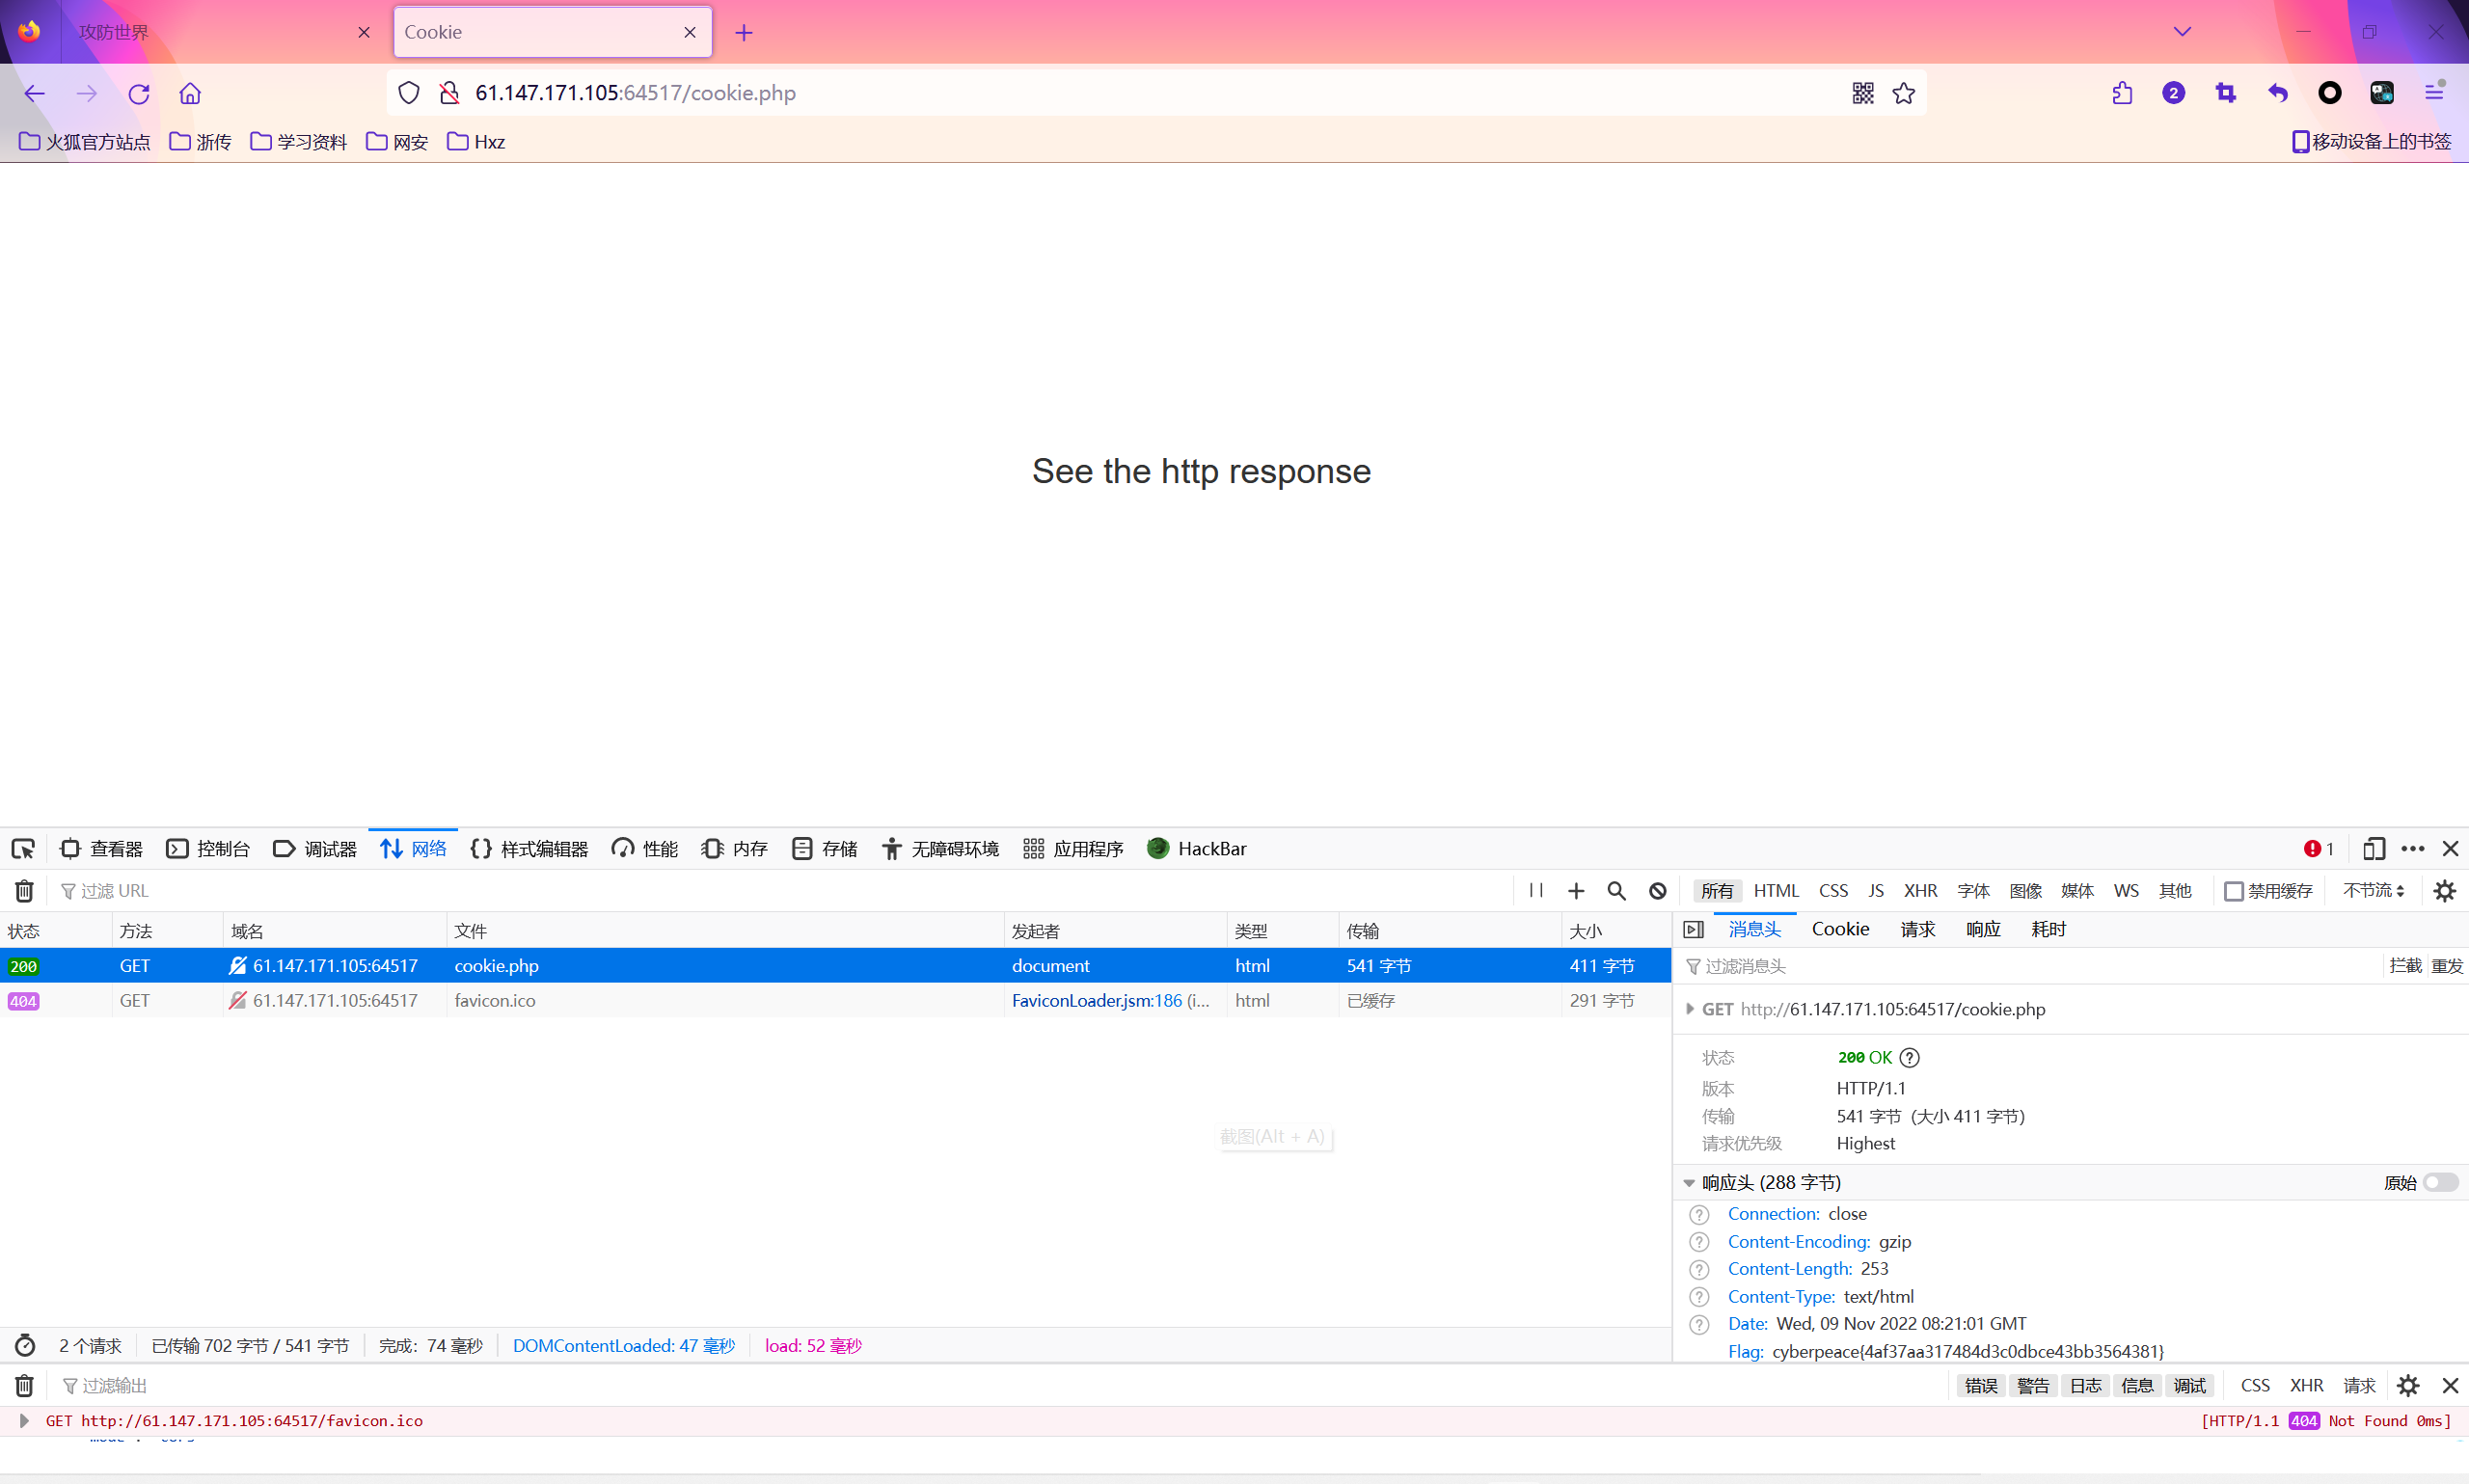 攻防世界
Cookie
61.147.171.105:64517/cookie.php
2
火狐官方站点 浙传 学习资料 网安 Hxz 移动设备上的书签
See the http response
查看器 控制台 调试器 网络 样式编辑器 性能 内存 存储 无障碍环境 应用程序 HackBar 1
过滤 URL 所有 HTML CSS JS XHR 字体 图像 媒体 WS 其他 禁用缓存 不节流
状态 方法 域名 文件 发起者 类型 传输 大小
200 GET 61.147.171.105:64517 cookie.php document html 541 字节 411 字节
404 GET 61.147.171.105:64517 favicon.ico FaviconLoader.jsm:186 (i... html 已缓存 291 字节
消息头 Cookie 请求 响应 耗时
过滤消息头 拦截 重发
GET http://61.147.171.105:64517/cookie.php
状态 200 OK
版本 HTTP/1.1
传输 541 字节 (大小 411 字节)
请求优先级 Highest
截图(Alt + A)
响应头 (288 字节) 原始
Connection: close
Content-Encoding: gzip
Content-Length: 253
Content-Type: text/html
Date: Wed, 09 Nov 2022 08:21:01 GMT
Flag: cyberpeace{4af37aa317484d3c0dbce43bb3564381}
2 个请求 已传输 702 字节 / 541 字节 完成: 74 毫秒 DOMContentLoaded: 47 毫秒 load: 52 毫秒
过滤输出 错误 警告 日志 信息 调试 CSS XHR 请求
GET http://61.147.171.105:64517/favicon.ico [HTTP/1.1 404 Not Found 0ms]